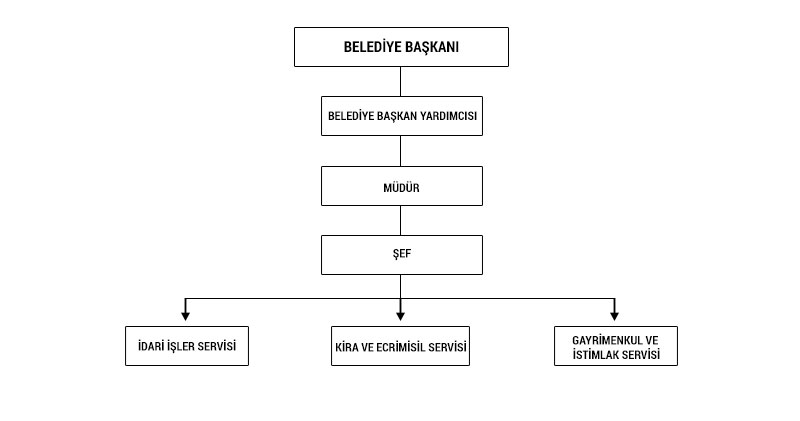 BELEDİYE BAŞKANI
BELEDİYE BAŞKAN YARDIMCISI
MÜDÜR
ŞEF
İDARİ İŞLER SERVİSİ
KİRA VE ECRİMİSİL SERVİSİ
GAYRİMENKUL VE
İSTİMLAK SERVİSİ